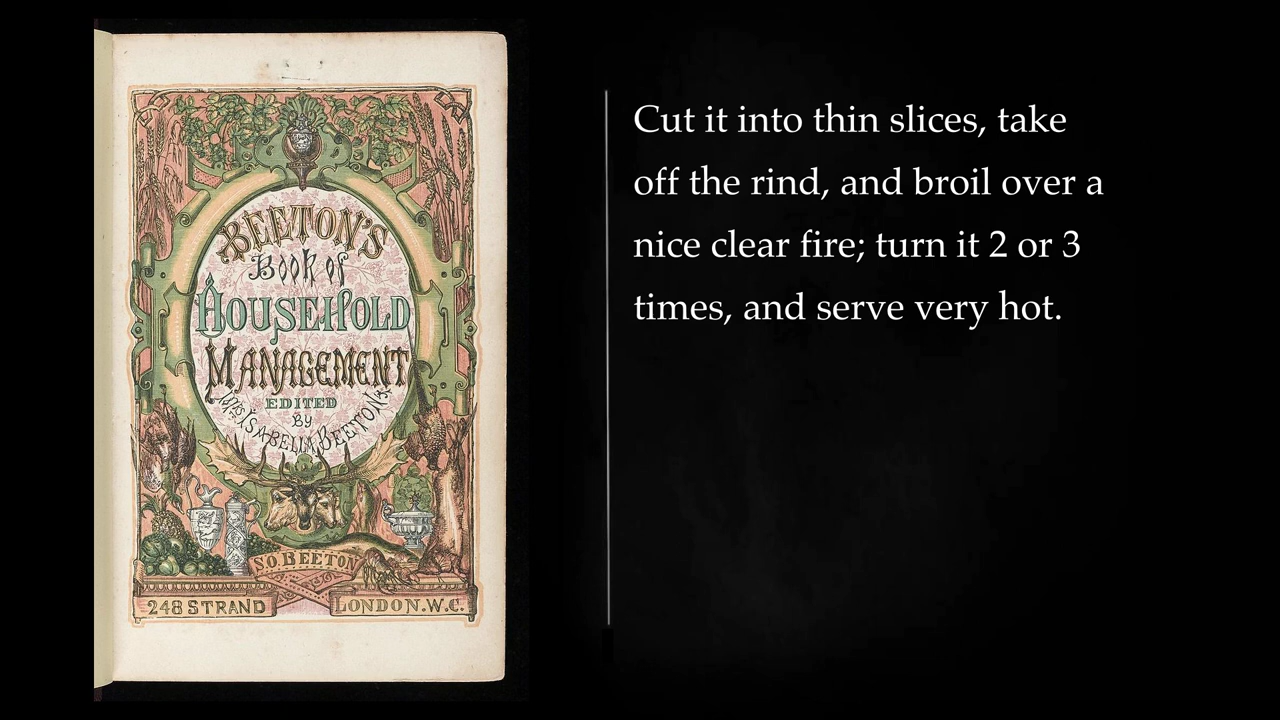 BEETON'S
Book of
HOUSEHOLD
MANAGEMENT
EDITED
By
MRS ISABELLA BEETON
S.O. BEETON
248 STRAND
LONDON. W.C.
Cut it into thin slices, take
off the rind, and broil over a
nice clear fire; turn it 2 or 3
times, and serve very hot.